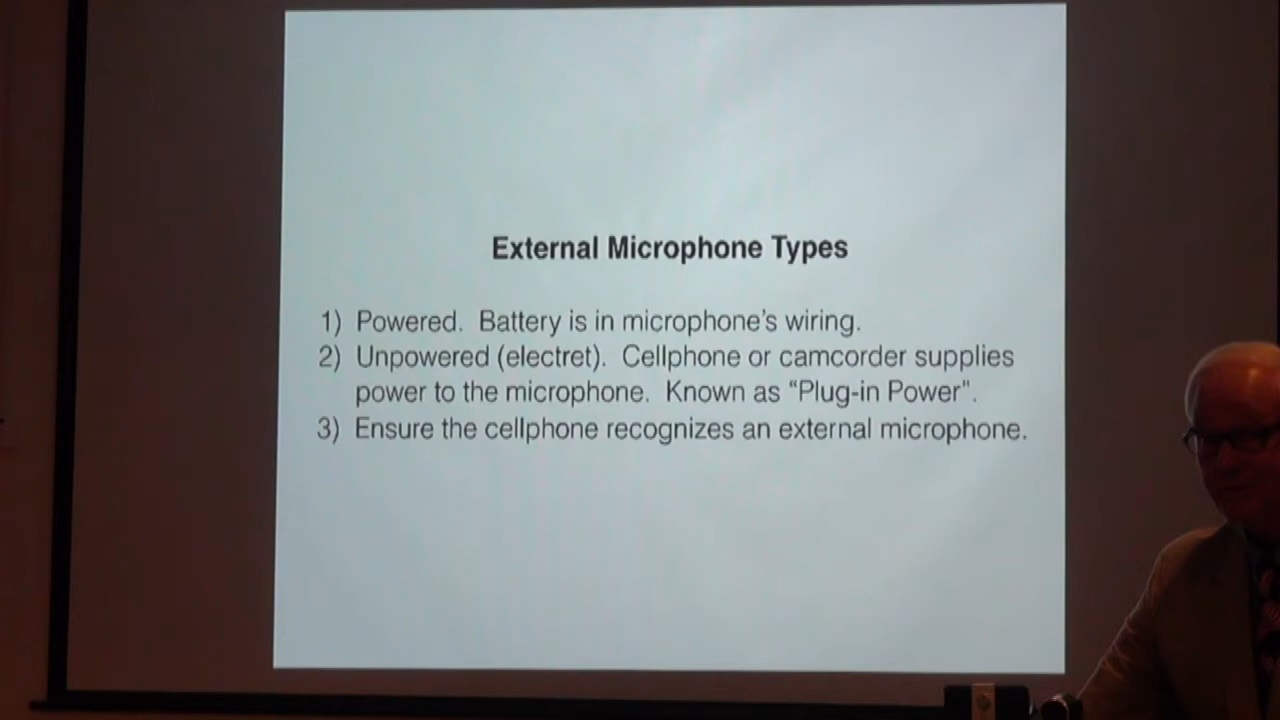 External Microphone Types
1) Powered. Battery is in microphone's wiring.
2) Unpowered (electret). Cellphone or camcorder supplies
power to the microphone. Known as “Plug-in Power".
3) Ensure the cellphone recognizes an external microphone.